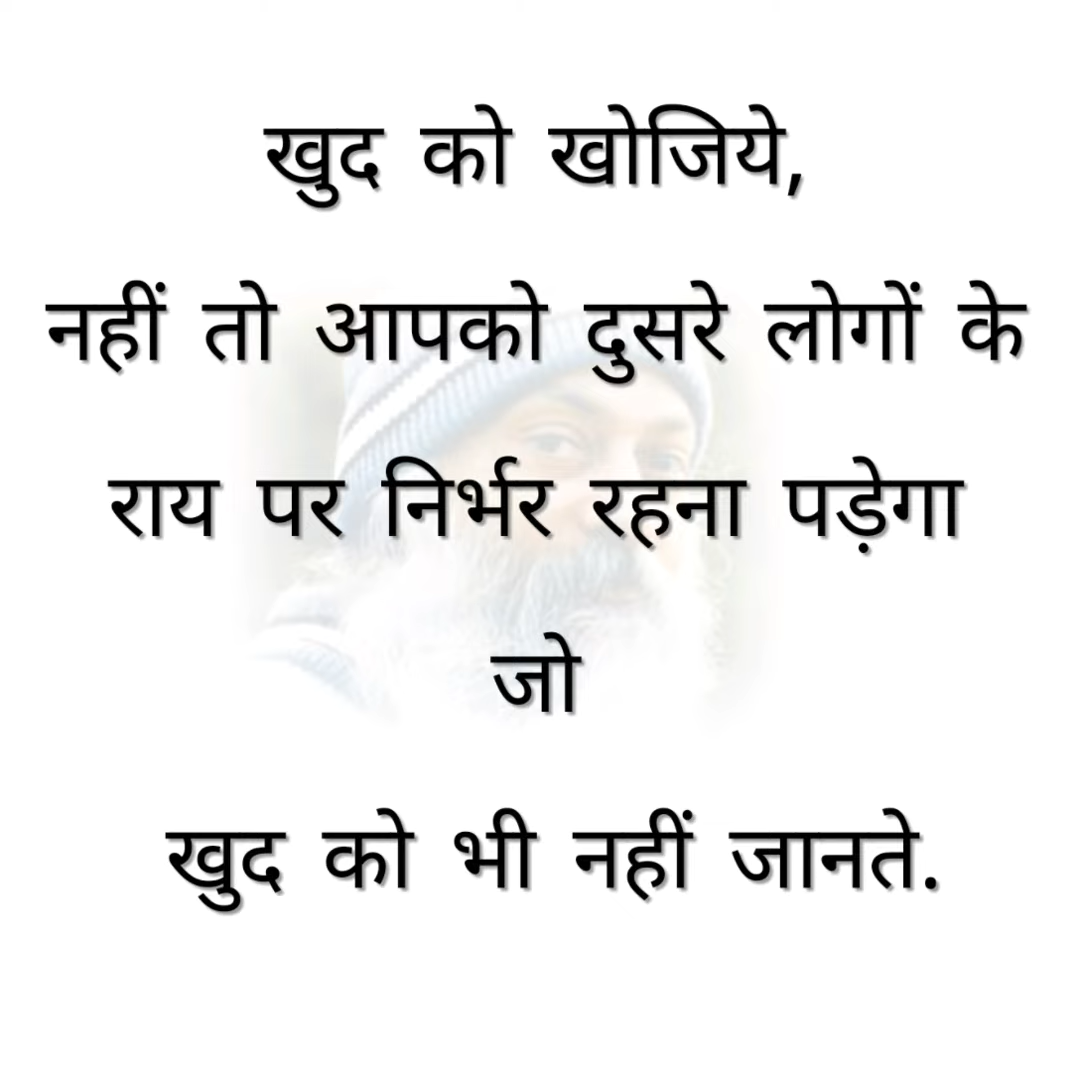 खुद को खोजिये,
नहीं तो आपको दुसरे लोगों के
राय पर निर्भर रहना पड़ेगा
जो
खुद को भी नहीं जानते.